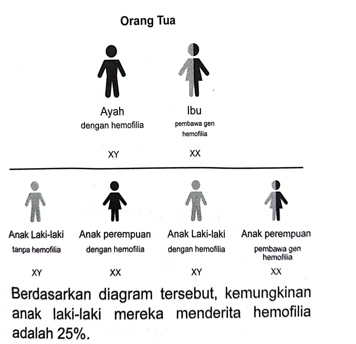 Orang Tua
Ayah
dengan hemofilia
XY
Ibu
pembawa gen
hemofilia
XX
Anak Laki-laki
tanpa hemofilia
XY
Anak perempuan
dengan hemofilia
XX
Anak Laki-laki
dengan hemofilia
XY
Anak perempuan
pembawa gen
hemofilia
XX
Berdasarkan diagram tersebut, kemungkinan
anak laki-laki mereka menderita hemofilia
adalah 25%.